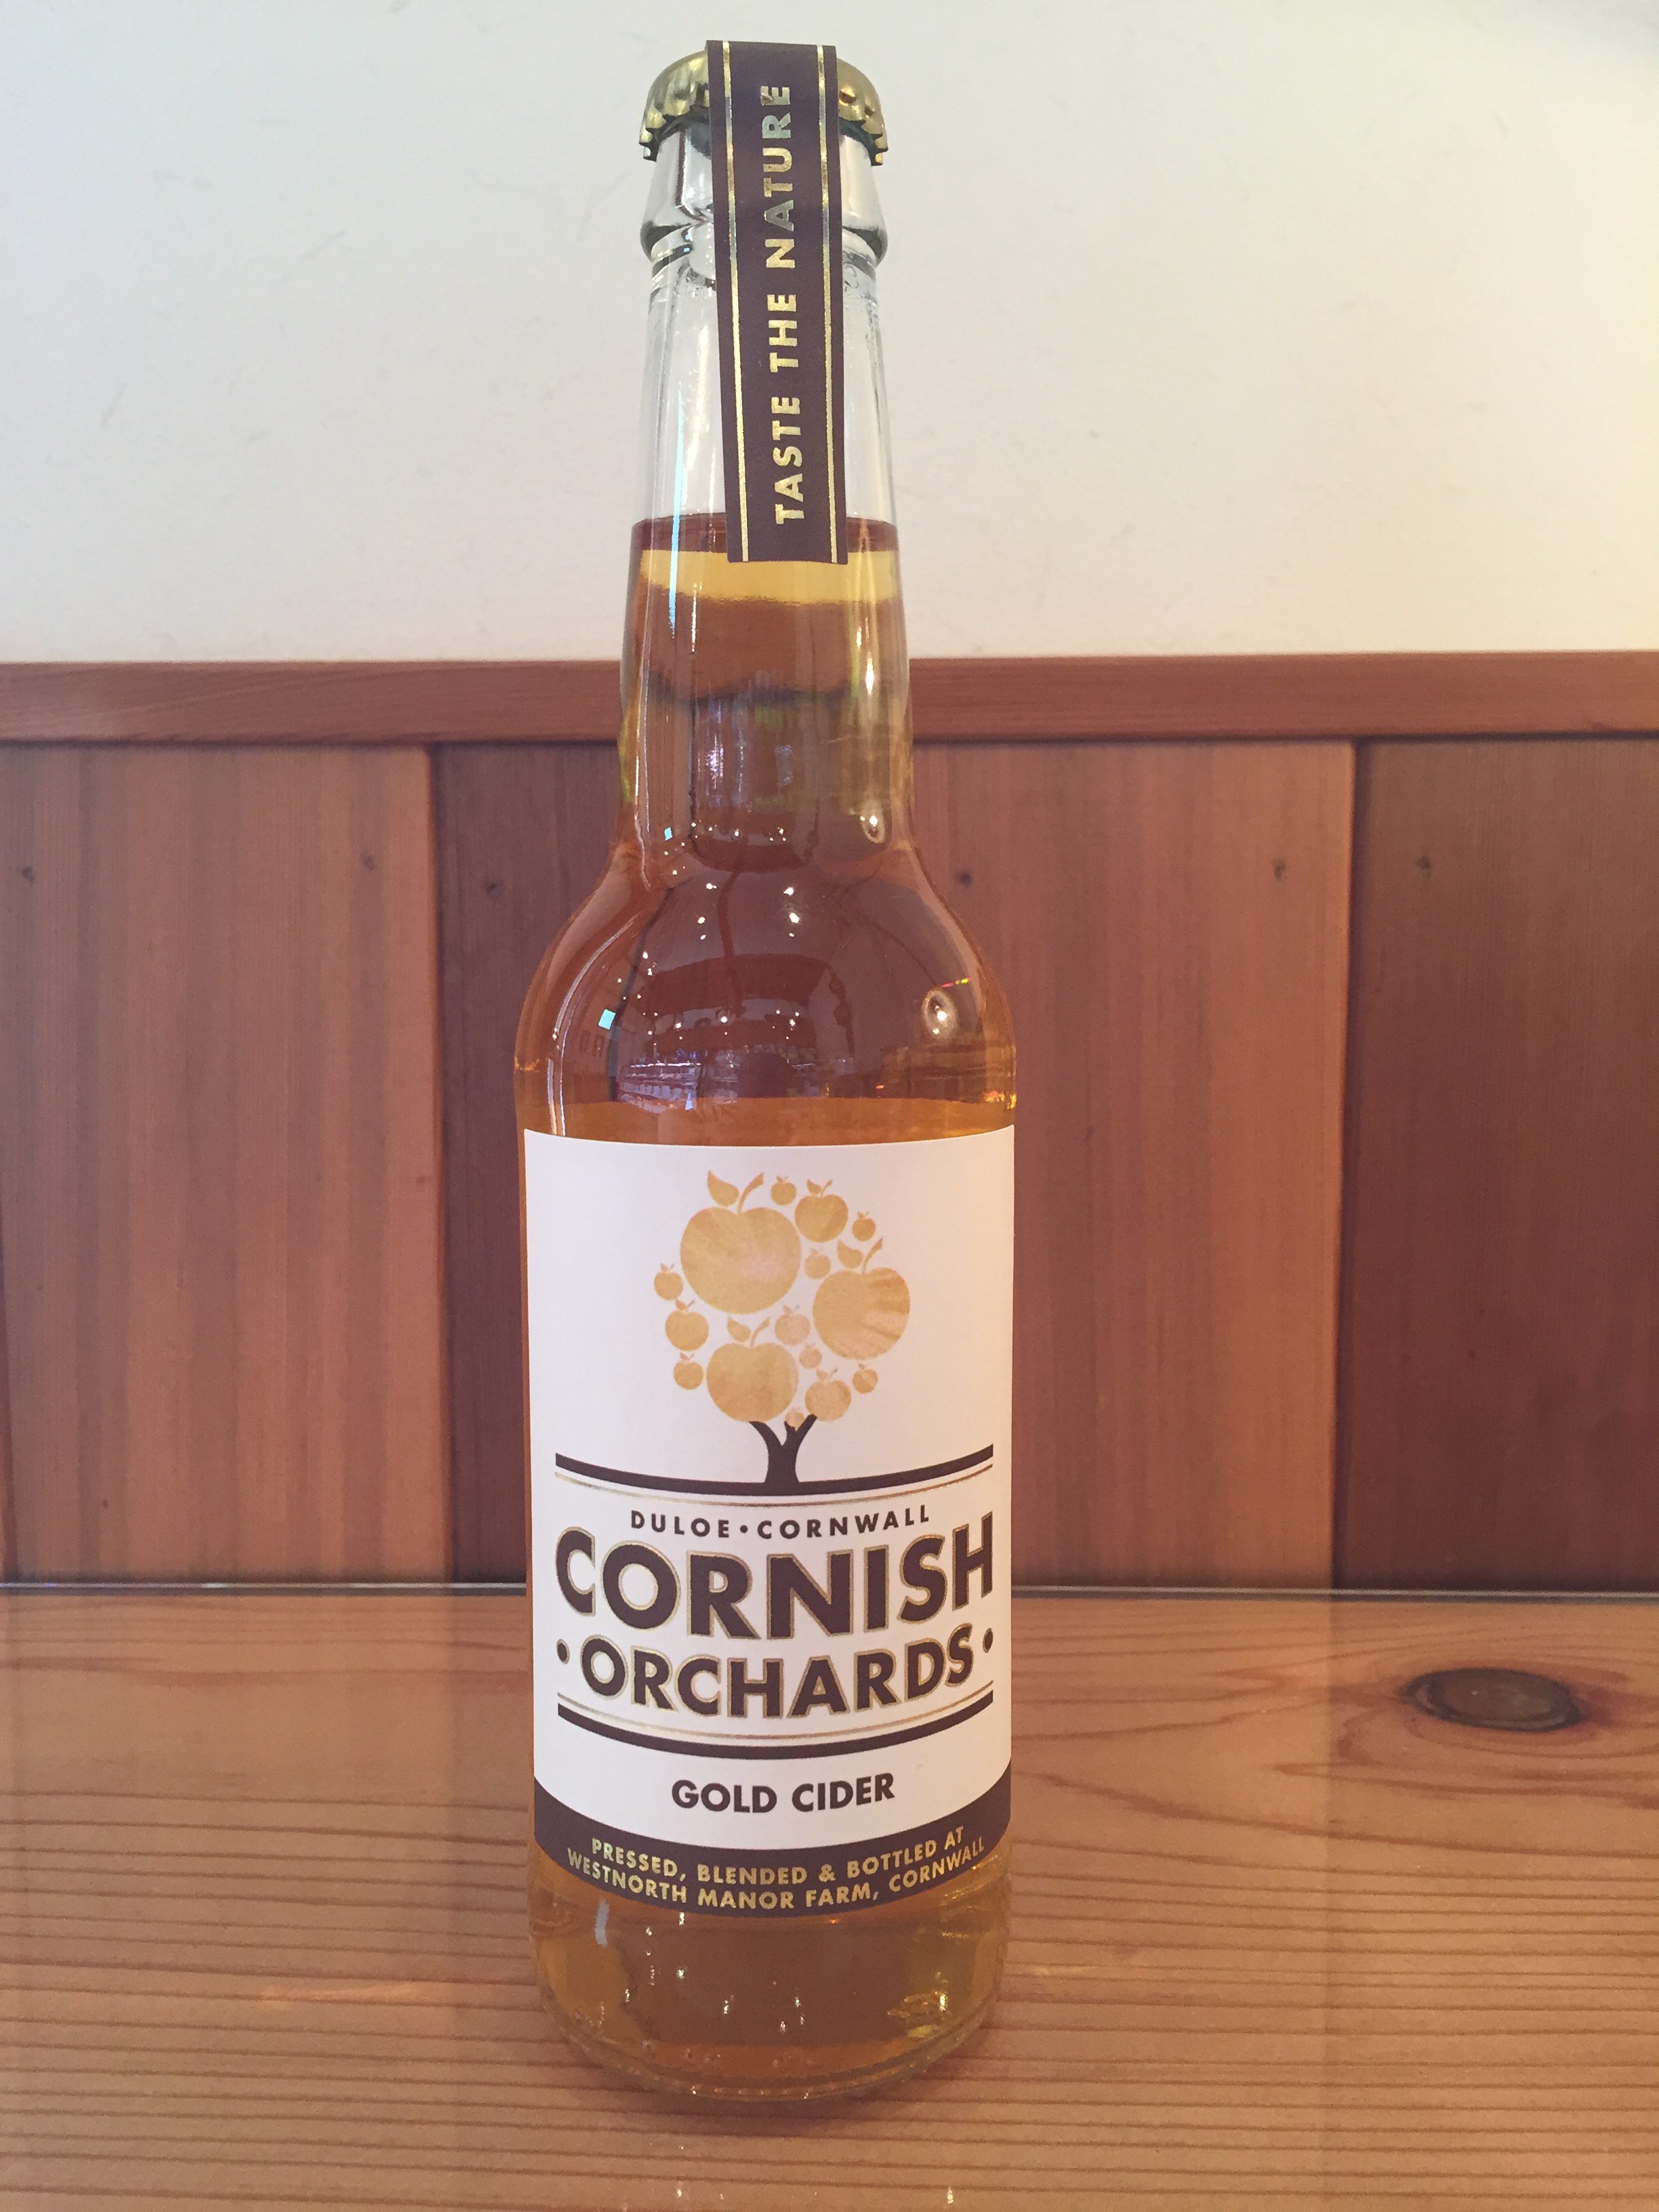 TASTE THE NATURE
DULOE•CORNWALL
CORNISH
•ORCHARDS•
GOLD CIDER
PRESSED, BLENDED & BOTTLED AT
WESTNORTH MANOR FARM, CORNWALL